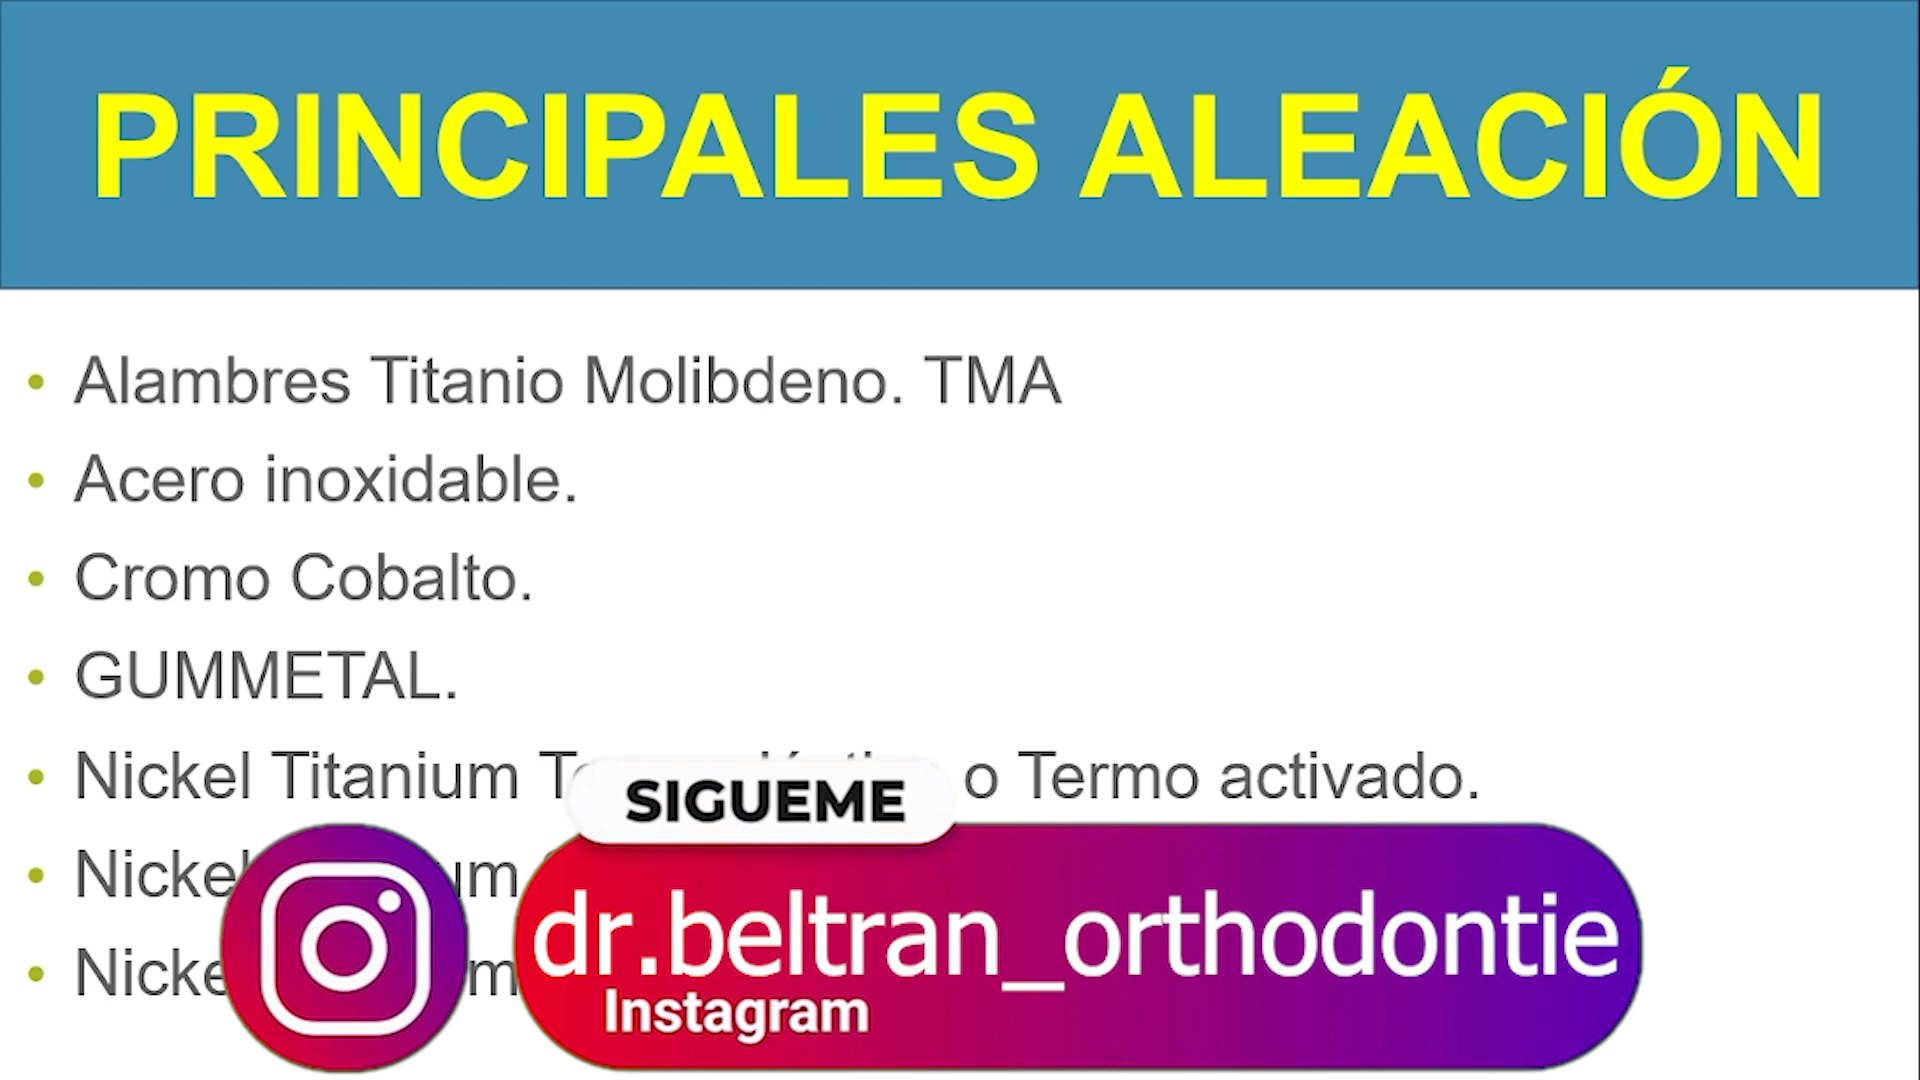 PRINCIPALES ALEACIÓN
• Alambres Titanio Molibdeno. TMA
• Acero inoxidable.
• Cromo Cobalto.
• GUMMETAL.
• Nickel Titanium o Termo activado.
SIGUEME
dr.beltran_orthodontie
Instagram